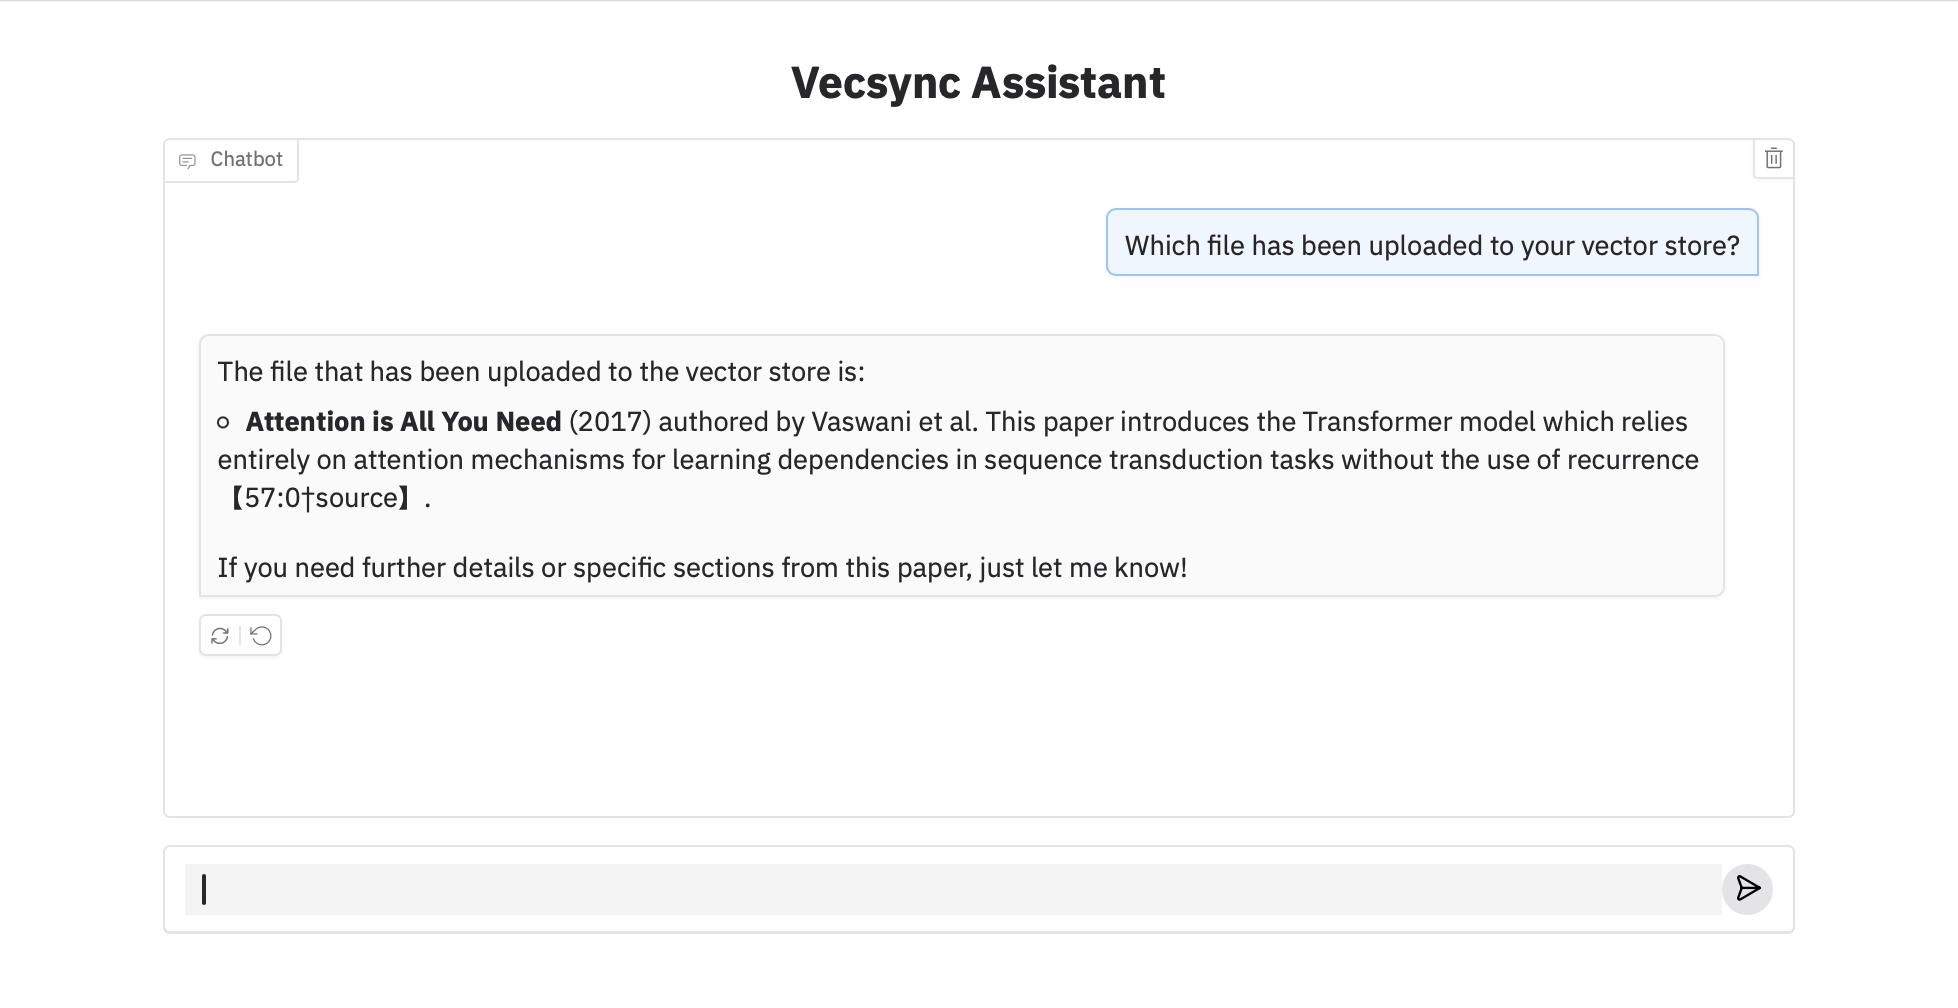 Vecsync Assistant
Chatbot
Which file has been uploaded to your vector store?
The file that has been uploaded to the vector store is:
Attention is All You Need (2017) authored by Vaswani et al. This paper introduces the Transformer model which relies
entirely on attention mechanisms for learning dependencies in sequence transduction tasks without the use of recurrence
【57:0†source】.
If you need further details or specific sections from this paper, just let me know!